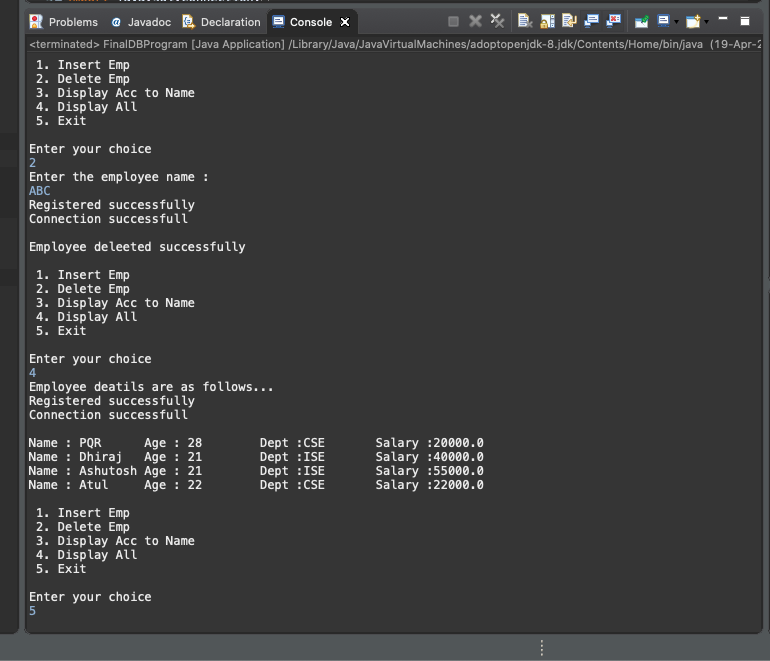 Problems @ Javadoc Declaration Console
<terminated> FinalDBProgram [Java Application] /Library/Java/JavaVirtualMachines/adoptopenjdk-8.jdk/Contents/Home/bin/java (19-Apr-2
1. Insert Emp
2. Delete Emp
3. Display Acc to Name
4. Display All
5. Exit
Enter your choice
2
Enter the employee name :
ABC
Registered successfully
Connection successfull
Employee deleeted successfully
1. Insert Emp
2. Delete Emp
3. Display Acc to Name
4. Display All
5. Exit
Enter your choice
4
Employee deatils are as follows...
Registered successfully
Connection successfull
Name : PQR Age : 28 Dept :CSE Salary :20000.0
Name : Dhiraj Age : 21 Dept :ISE Salary :40000.0
Name : Ashutosh Age : 21 Dept :ISE Salary :55000.0
Name : Atul Age : 22 Dept :CSE Salary :22000.0
1. Insert Emp
2. Delete Emp
3. Display Acc to Name
4. Display All
5. Exit
Enter your choice
5